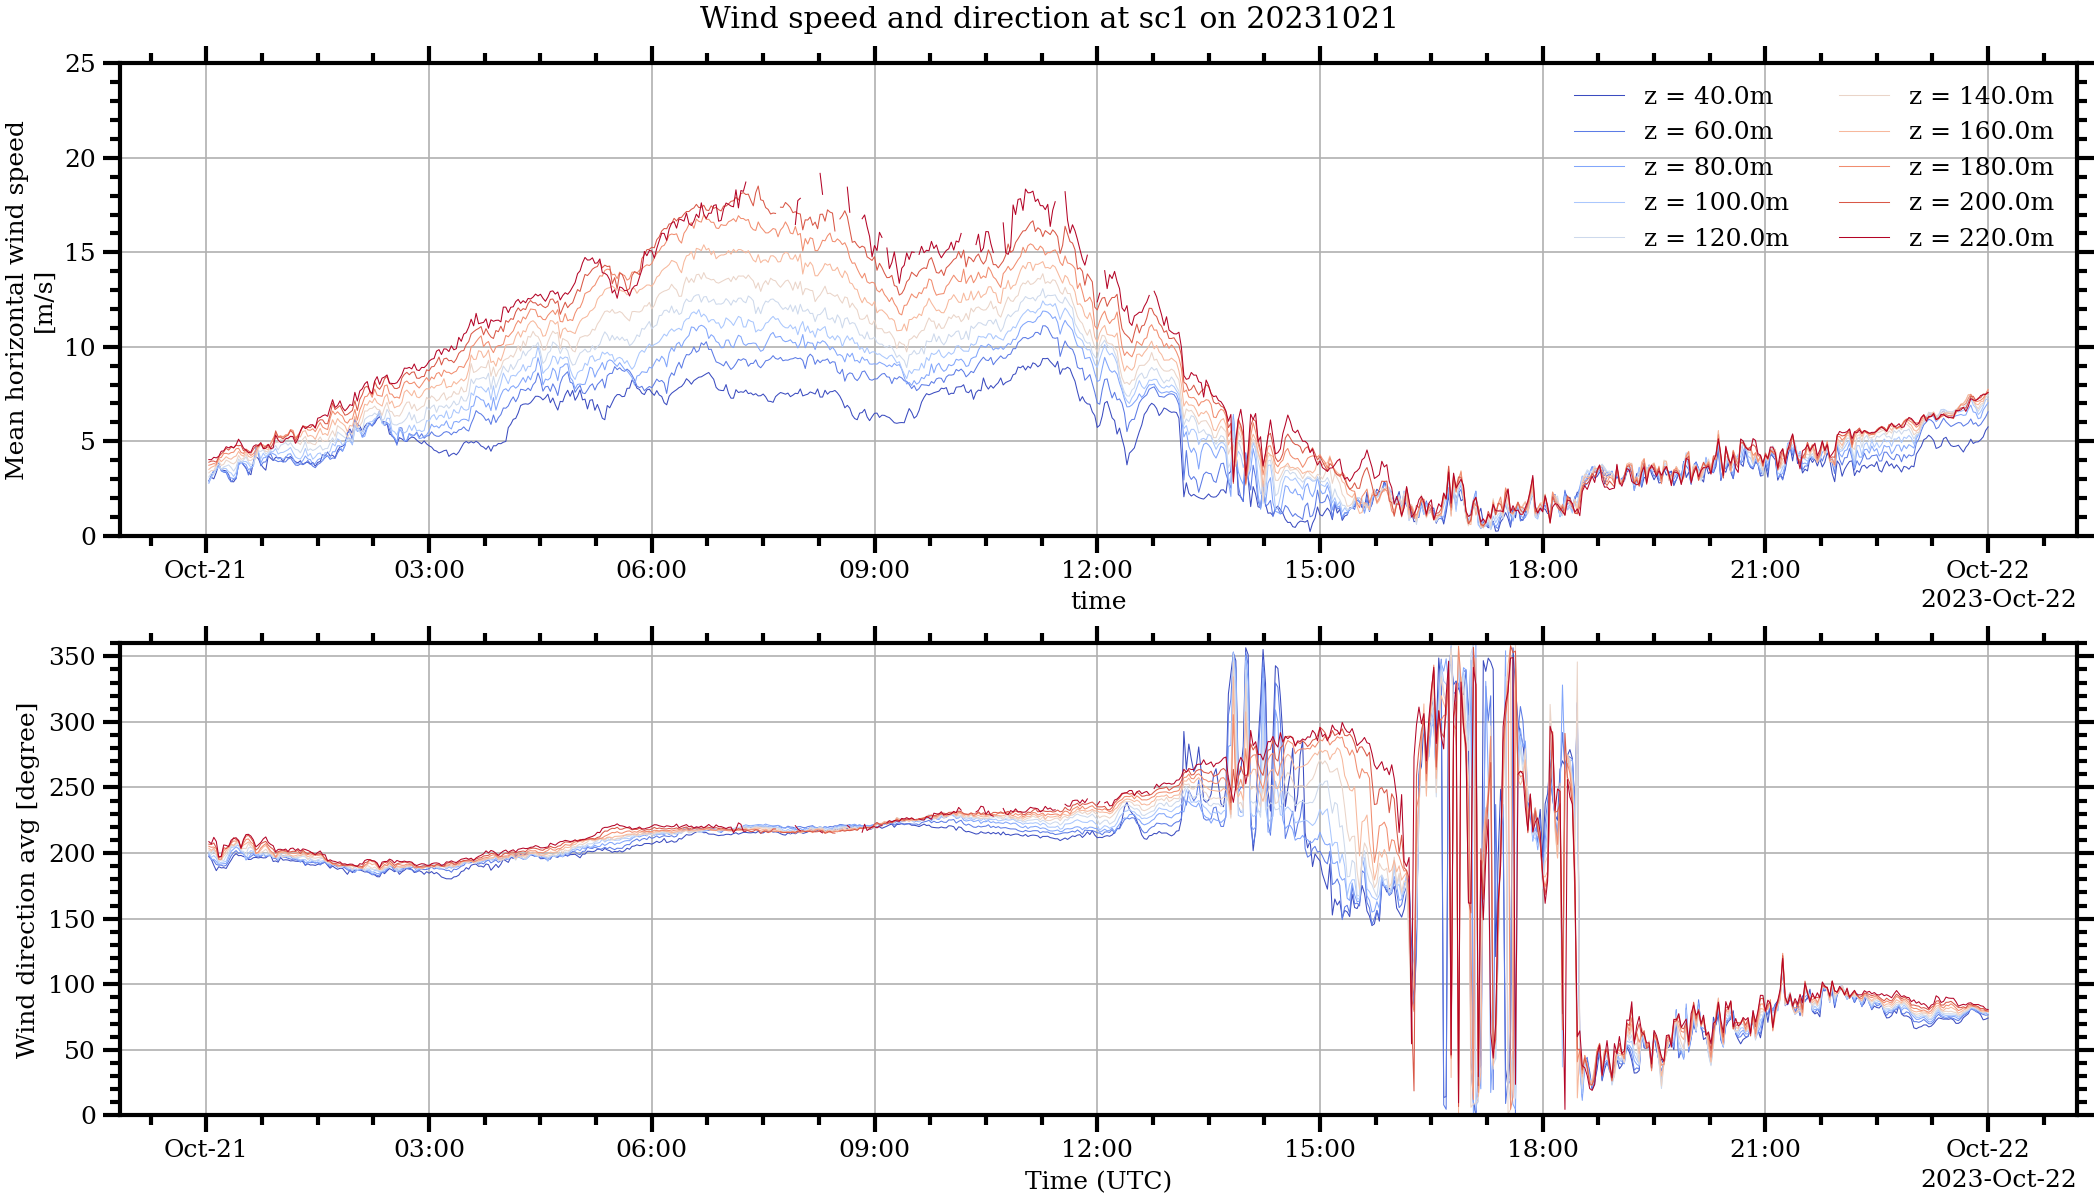 Wind speed and direction at sc1 on 20231021
Mean horizontal wind speed
[m/s]
25
20
15
10
5
0
z = 40.0m
z = 60.0m
z = 80.0m
z = 100.0m
z = 120.0m
z = 140.0m
z = 160.0m
z = 180.0m
z = 200.0m
z = 220.0m
Oct-21 03:00 06:00 09:00 12:00 15:00 18:00 21:00 Oct-22
time
2023-Oct-22
Wind direction avg [degree]
350
300
250
200
150
100
50
0
Oct-21 03:00 06:00 09:00 12:00 15:00 18:00 21:00 Oct-22
Time (UTC)
2023-Oct-22